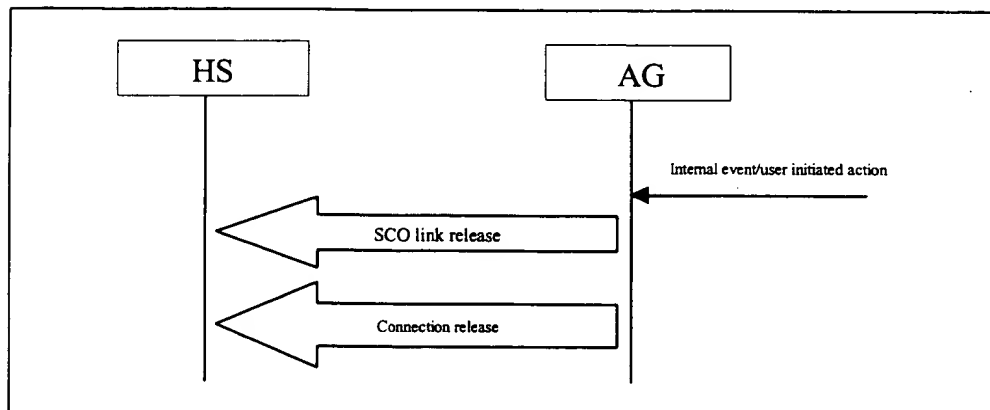 HS
AG
Internal event/user initiated action
SCO link release
Connection release